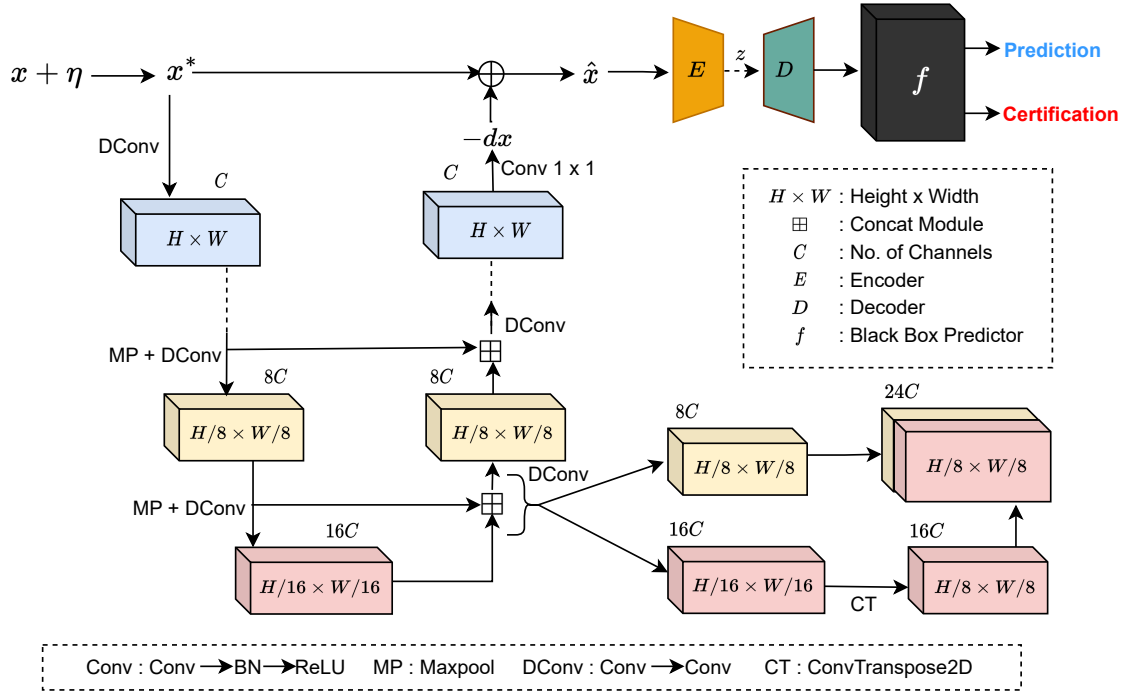 x + η
x*
x̂
E
z
D
f
Prediction
Certification
DConv
−dx
Conv 1 x 1
C
C
H × W
H × W
H × W : Height x Width
⊞ : Concat Module
C : No. of Channels
E : Encoder
D : Decoder
f : Black Box Predictor
DConv
MP + DConv
8C
8C
H/8 × W/8
H/8 × W/8
8C
H/8 × W/8
24C
H/8 × W/8
DConv
MP + DConv
16C
H/16 × W/16
16C
H/16 × W/16
CT
16C
H/8 × W/8
Conv : Conv → BN → ReLU MP : Maxpool DConv : Conv → Conv CT : ConvTranspose2D